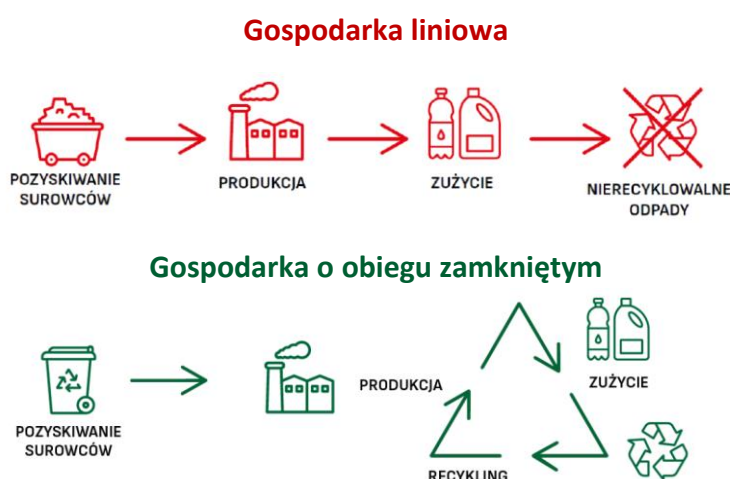 Gospodarka liniowa
POZYSKIWANIE
SUROWCÓW
PRODUKCJA
ZUŻYCIE
NIERECYKLOWALNE
ODPADY
Gospodarka o obiegu zamkniętym
POZYSKIWANIE
SUROWCÓW
PRODUKCJA
ZUŻYCIE
RECYKLING